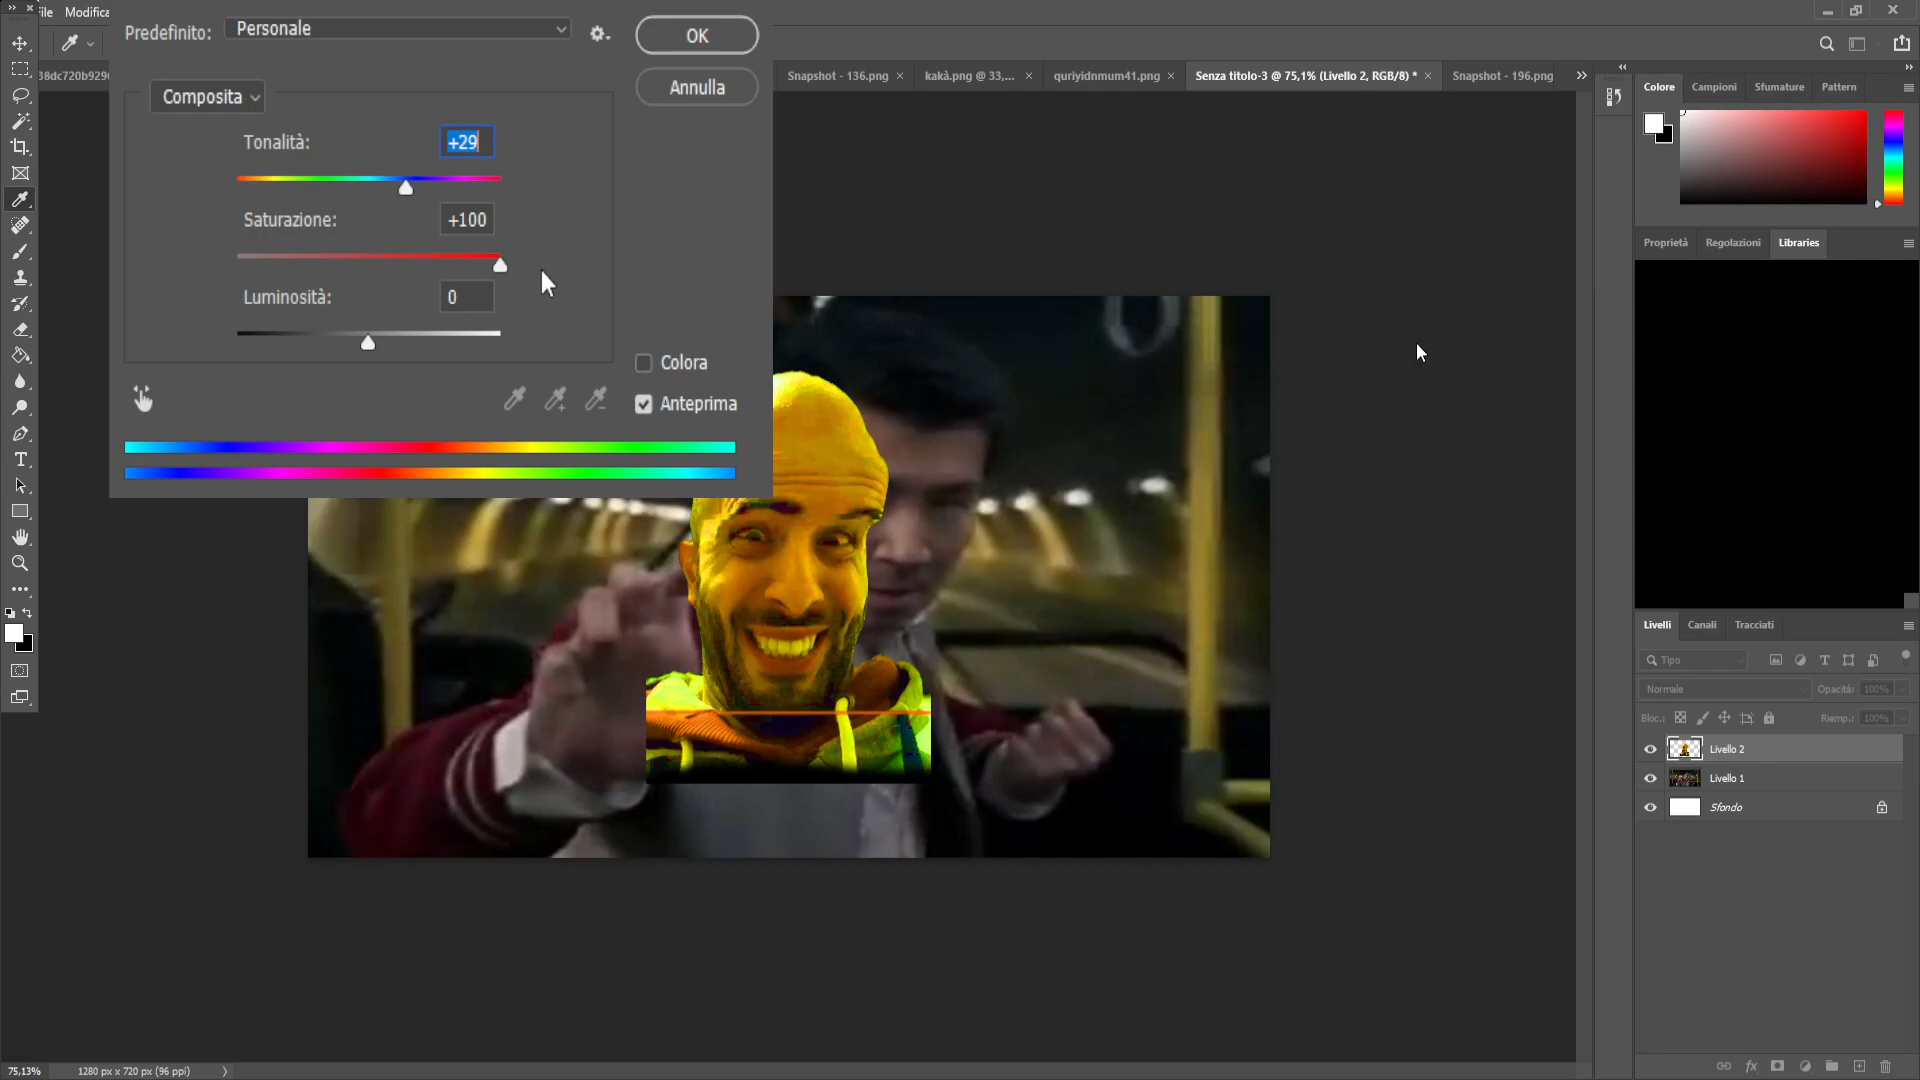 File Modifica
Predefinito: Personale
OK
Annulla
Composita
Tonalità: +29
Saturazione: +100
Luminosità: 0
Colora
Anteprima
38dc720b929
Snapshot - 136.png ×
kakà.png @ 33,... ×
quriyidnmum41.png ×
Senza titolo-3 @ 75,1% (Livello 2, RGB/8) * ×
Snapshot - 196.png
Colore Campioni Sfumature Pattern
Proprietà Regolazioni Libraries
Livelli Canali Tracciati
Tipo
Normale Opacità: 100%
Bloc.: Riemp.: 100%
Livello 2
Livello 1
Sfondo
75,13% 1280 px x 720 px (96 ppi)